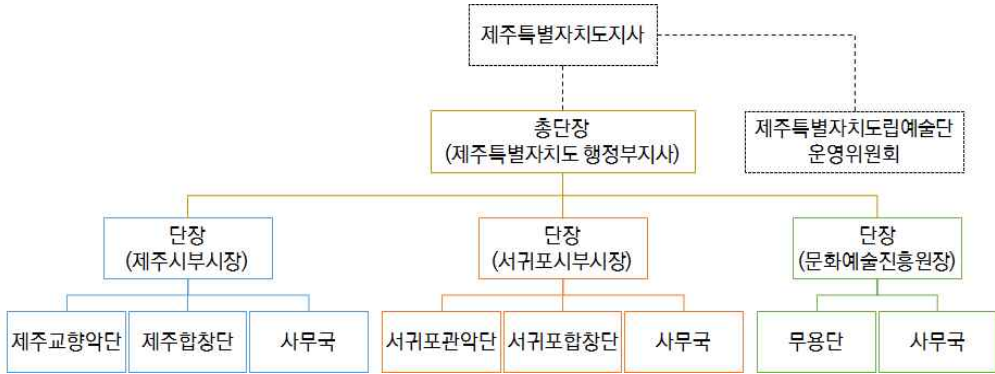 제주특별자치도지사
총단장
(제주특별자치도 행정부지사)
제주특별자치도립예술단
운영위원회
단장
(제주시부시장)
단장
(서귀포시부시장)
단장
(문화예술진흥원장)
제주교향악단
제주합창단
사무국
서귀포관악단
서귀포합창단
사무국
무용단
사무국